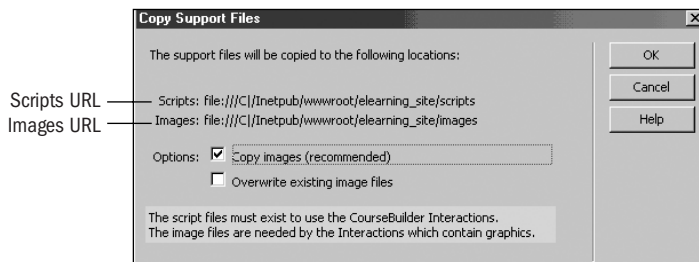 Copy Support Files
The support files will be copied to the following locations:
OK
Cancel
Help
Scripts URL
Scripts: file:///C|/Inetpub/wwwroot/elearning_site/scripts
Images URL
Images: file:///C|/Inetpub/wwwroot/elearning_site/images
Options:
Copy images (recommended)
Overwrite existing image files
The script files must exist to use the CourseBuilder Interactions.
The image files are needed by the Interactions which contain graphics.